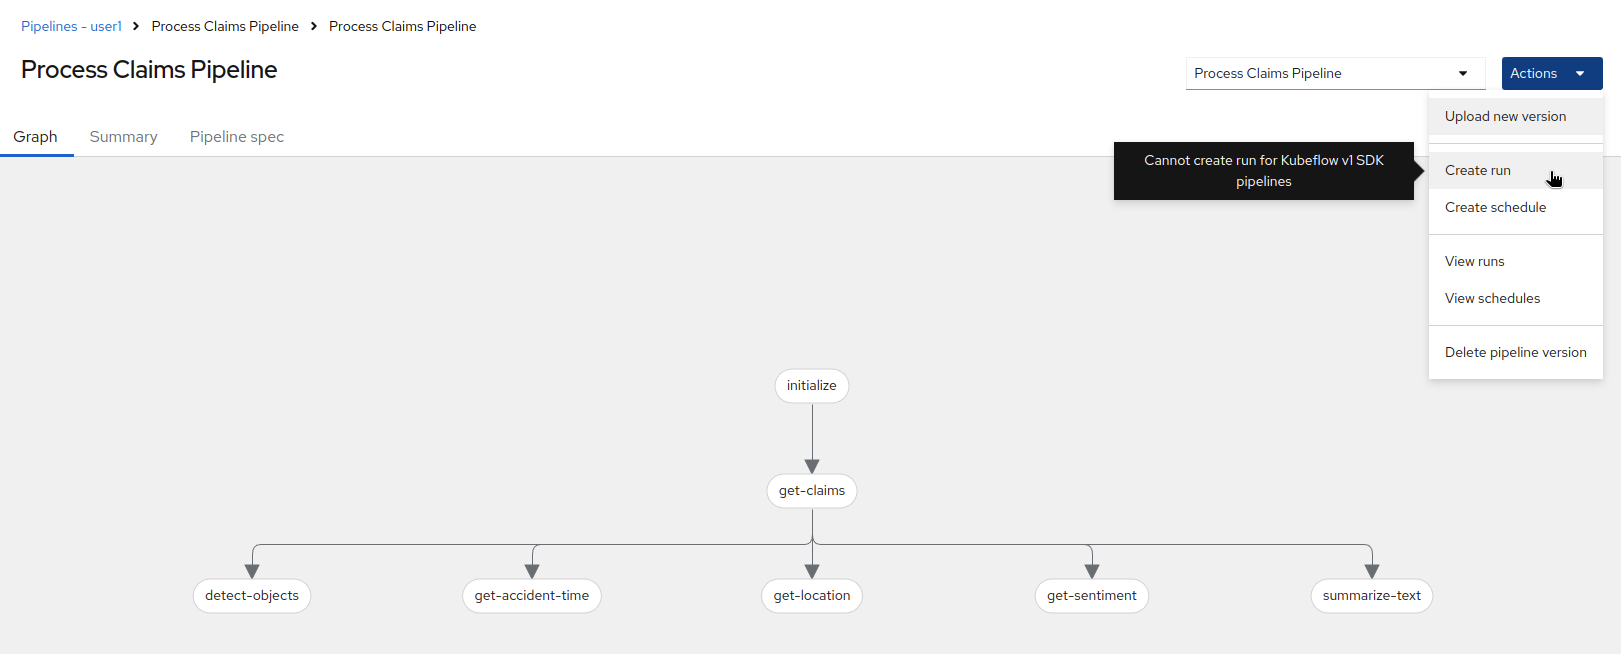 Pipelines - user1 > Process Claims Pipeline > Process Claims Pipeline
Process Claims Pipeline
Process Claims Pipeline
Actions
Graph Summary Pipeline spec
Upload new version
Cannot create run for Kubeflow v1 SDK
pipelines
Create run
Create schedule
View runs
View schedules
Delete pipeline version
initialize
get-claims
detect-objects get-accident-time get-location get-sentiment summarize-text